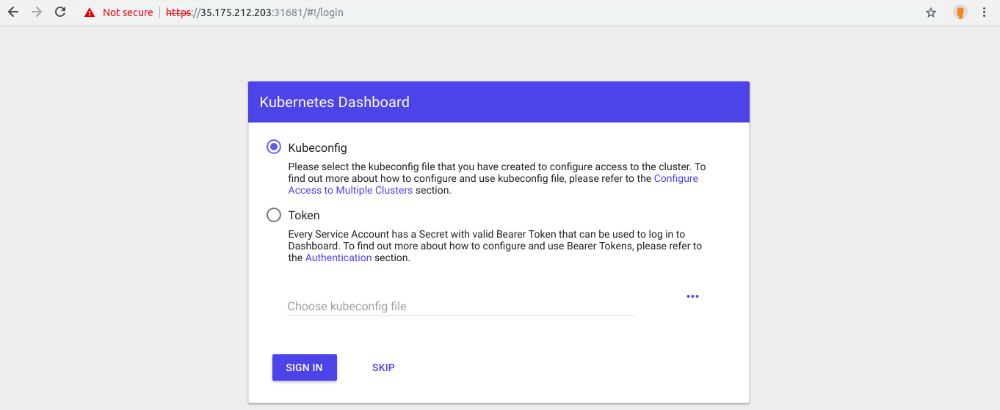 Not secure https://35.175.212.203:31681/#!/login
Kubernetes Dashboard
Kubeconfig
Please select the kubeconfig file that you have created to configure access to the cluster. To
find out more about how to configure and use kubeconfig file, please refer to the Configure
Access to Multiple Clusters section.
Token
Every Service Account has a Secret with valid Bearer Token that can be used to log in to
Dashboard. To find out more about how to configure and use Bearer Tokens, please refer to
the Authentication section.
Choose kubeconfig file
SIGN IN SKIP